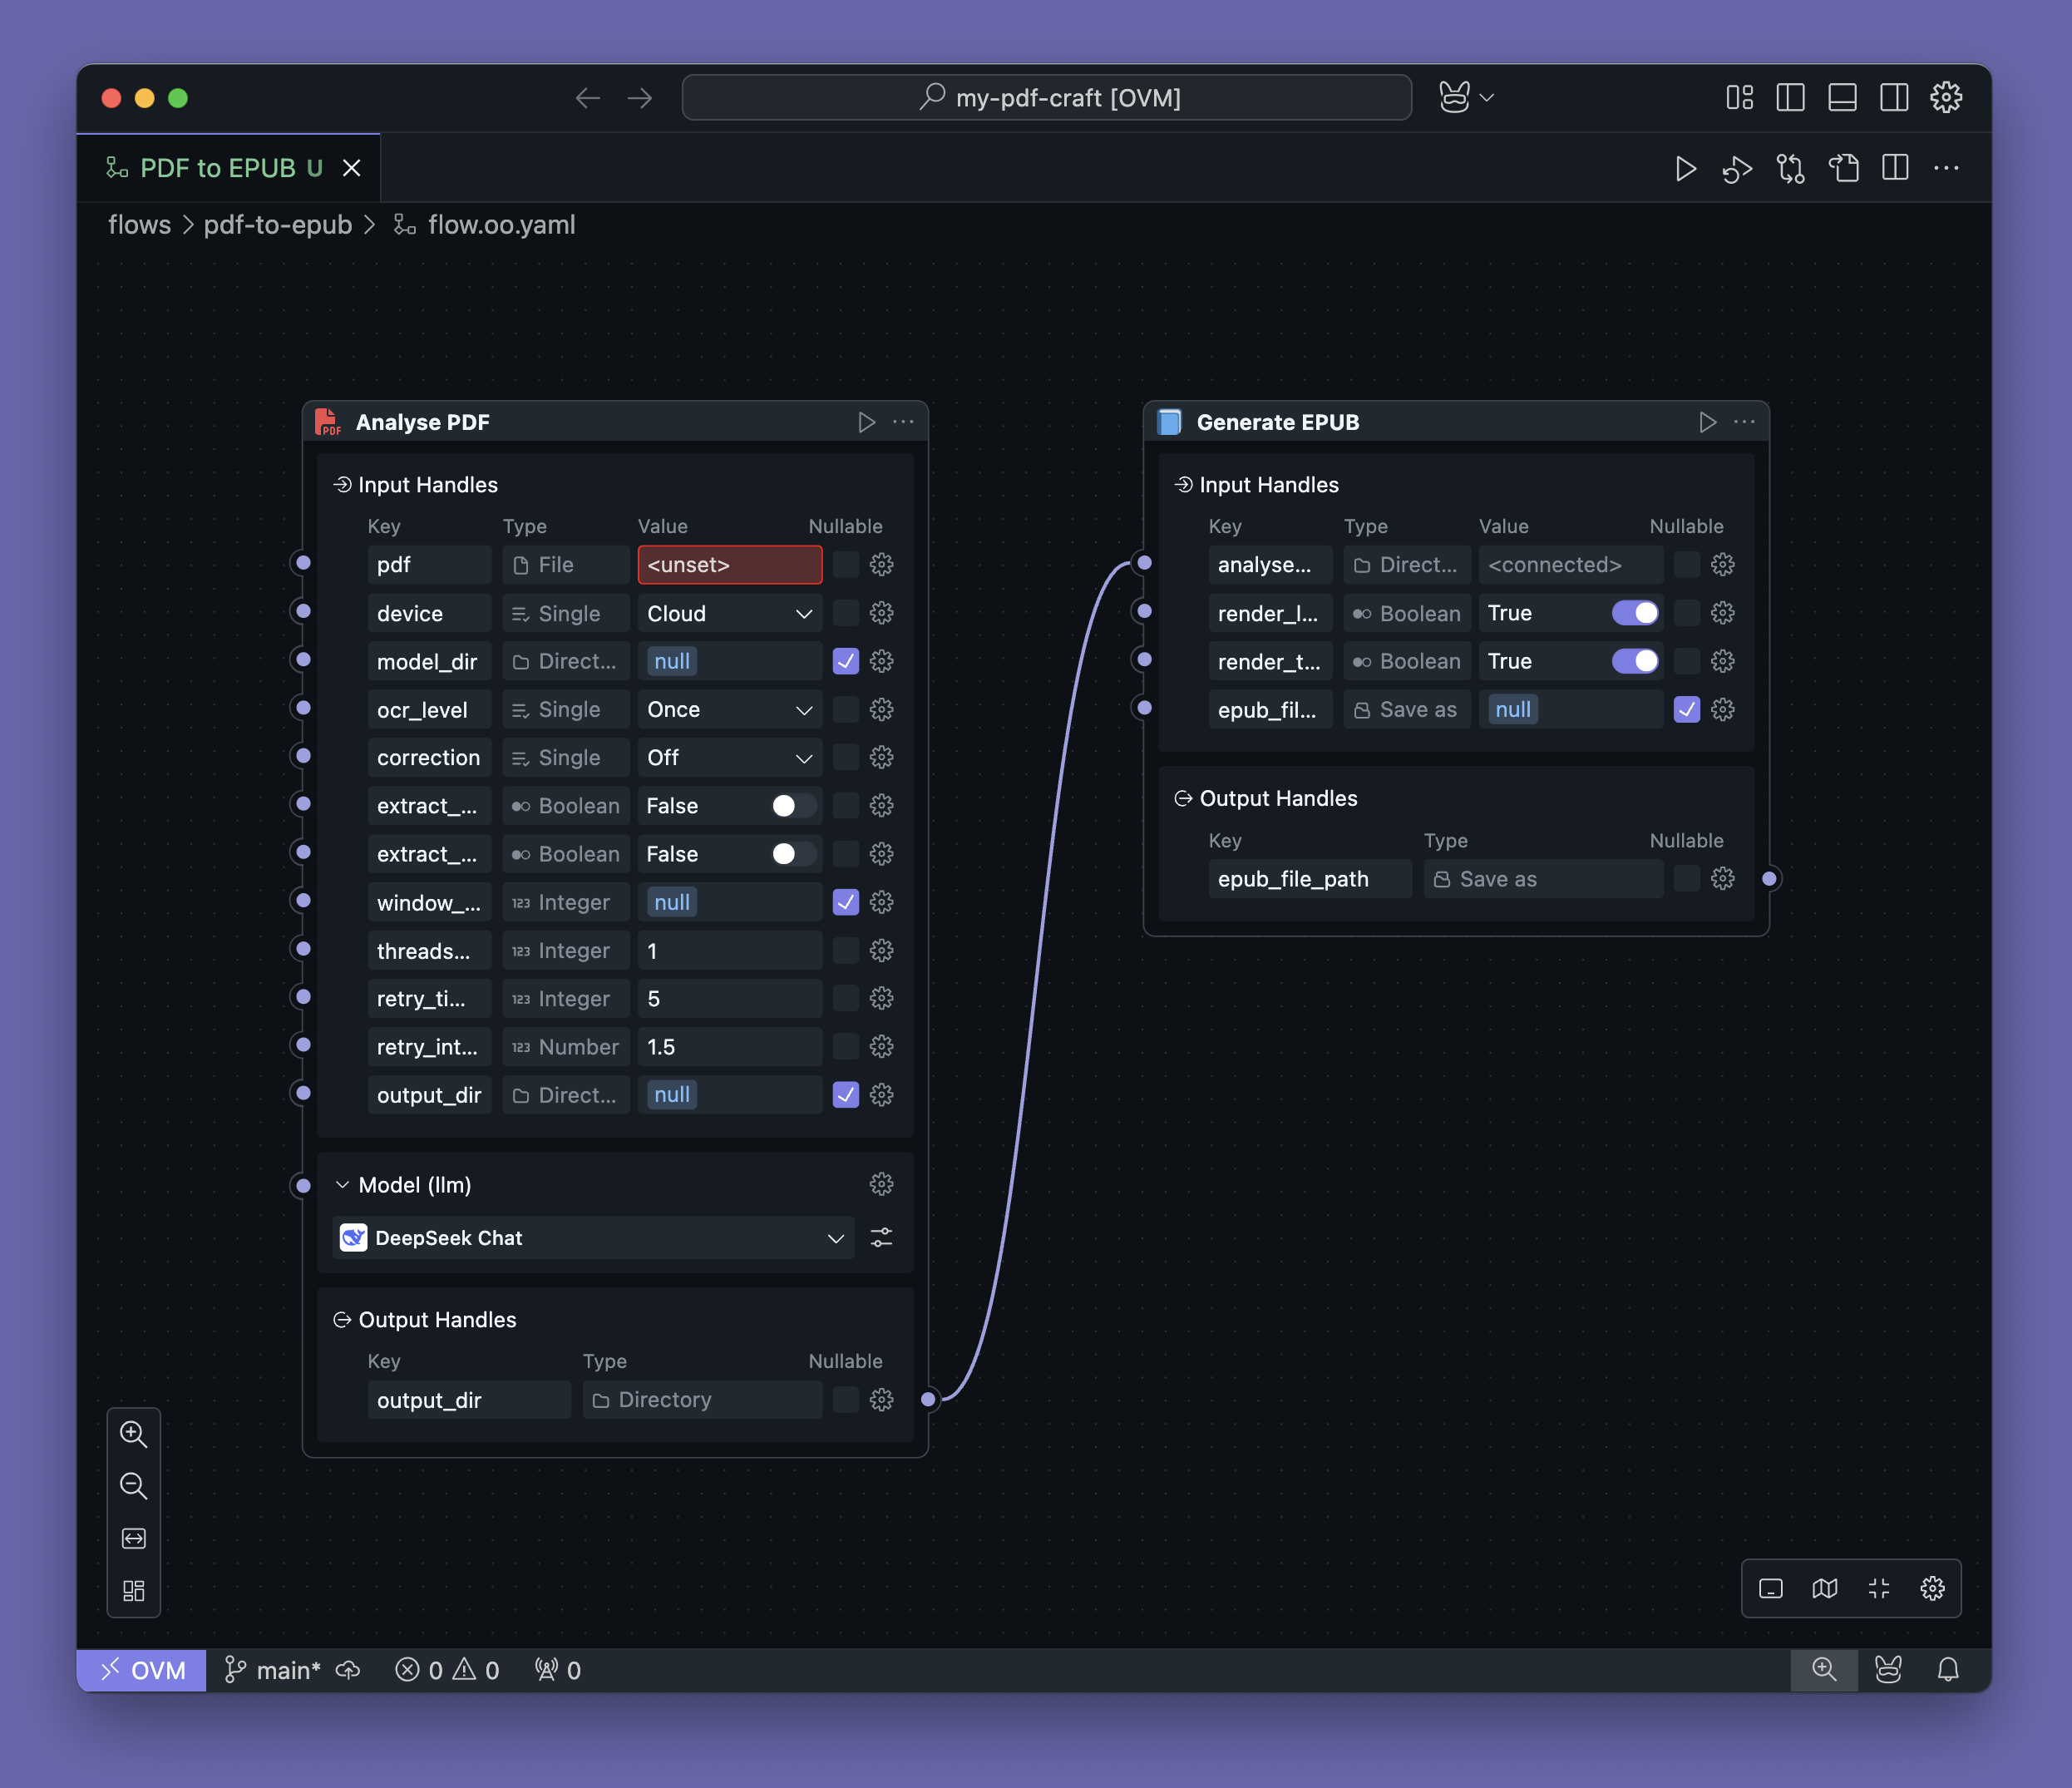 my-pdf-craft [OVM]
PDF to EPUB U
flows > pdf-to-epub > flow.oo.yaml
PDF Analyse PDF
Input Handles
Key Type Value Nullable
pdf File <unset>
device Single Cloud
model_dir Direct... null
ocr_level Single Once
correction Single Off
extract_... Boolean False
extract_... Boolean False
window_... 123 Integer null
threads... 123 Integer 1
retry_ti... 123 Integer 5
retry_int... 123 Number 1.5
output_dir Direct... null
Model (llm)
DeepSeek Chat
Output Handles
Key Type Nullable
output_dir Directory
Generate EPUB
Input Handles
Key Type Value Nullable
analyse... Direct... <connected>
render_l... Boolean True
render_t... Boolean True
epub_fil... Save as null
Output Handles
Key Type Nullable
epub_file_path Save as
OVM main* 0 0 0